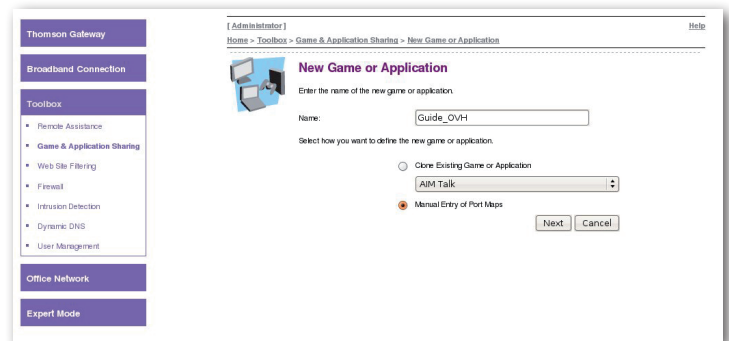 Thomson Gateway
Broadband Connection
Toolbox
Remote Assistance
Game & Application Sharing
Web Site Filtering
Firewall
Intrusion Detection
Dynamic DNS
User Management
Office Network
Expert Mode
[ Administrator ] Help
Home > Toolbox > Game & Application Sharing > New Game or Application
New Game or Application
Enter the name of the new game or application.
Name: Guide_OVH
Select how you want to define the new game or application.
Clone Existing Game or Application
AIM Talk
Manual Entry of Port Maps
Next Cancel